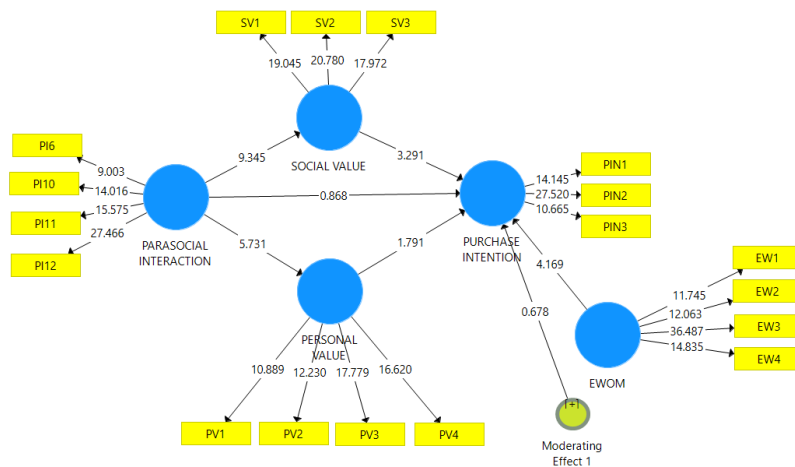 SV1
SV2
SV3
19.045
20.780
17.972
SOCIAL VALUE
PI6
PI10
PI11
PI12
9.003
14.016
15.575
27.466
PARASOCIAL
INTERACTION
9.345
3.291
0.868
5.731
1.791
PURCHASE
INTENTION
14.145
27.520
10.665
PIN1
PIN2
PIN3
4.169
0.678
PERSONAL
VALUE
10.889
12.230
17.779
16.620
PV1
PV2
PV3
PV4
EWOM
11.745
12.063
36.487
14.835
EW1
EW2
EW3
EW4
[+]
Moderating
Effect 1